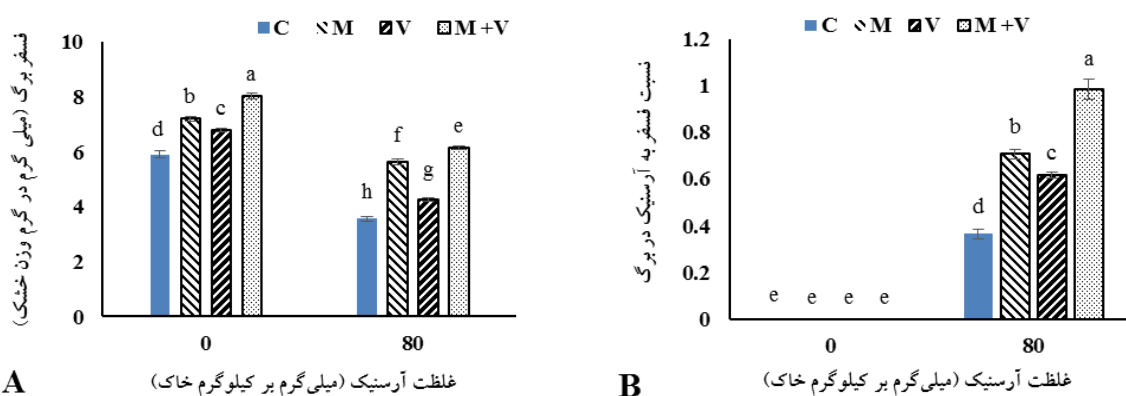 C M V M +V
فسفر برگ (میلی گرم در گرم وزن خشک)
10
8
6
4
2
0
d b c a
h f g e
0 80
غلظت آرسنیک (میلی‌گرم بر کیلوگرم خاک)
A
C M V M +V
نسبت فسفر به آرسنیک در برگ
1.2
1
0.8
0.6
0.4
0.2
0
e e e e
d b c a
0 80
غلظت آرسنیک (میلی‌گرم بر کیلوگرم خاک)
B